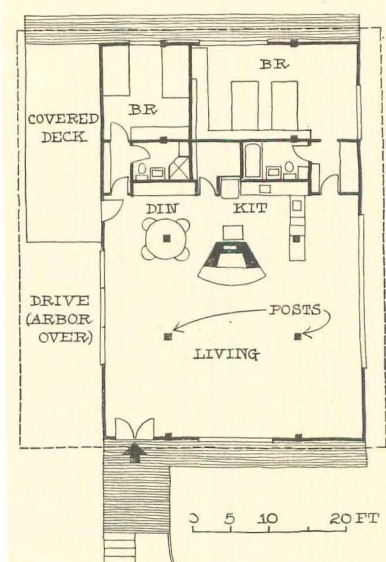 BR
BR
COVERED
DECK
DIN
KIT
DRIVE
(ARBOR
OVER)
POSTS
LIVING
0 5 10 20 FT